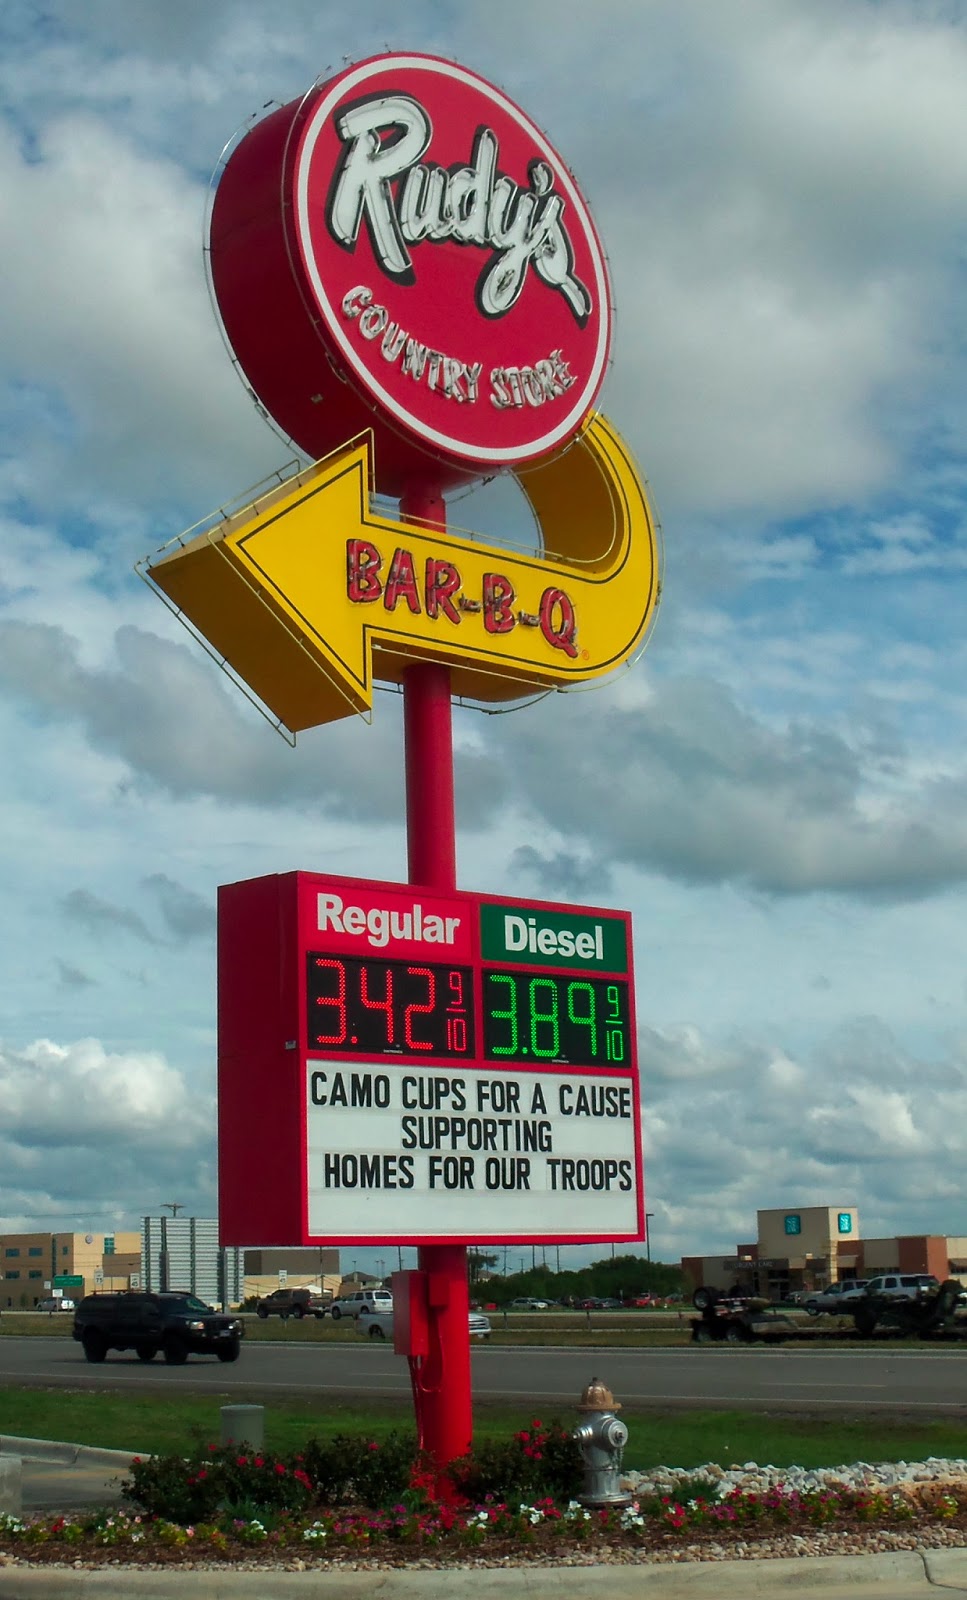 Rudy's
COUNTRY STORE
BAR-B-Q®
Regular Diesel
3.42 9/10 3.89 9/10
CAMO CUPS FOR A CAUSE
SUPPORTING
HOMES FOR OUR TROOPS